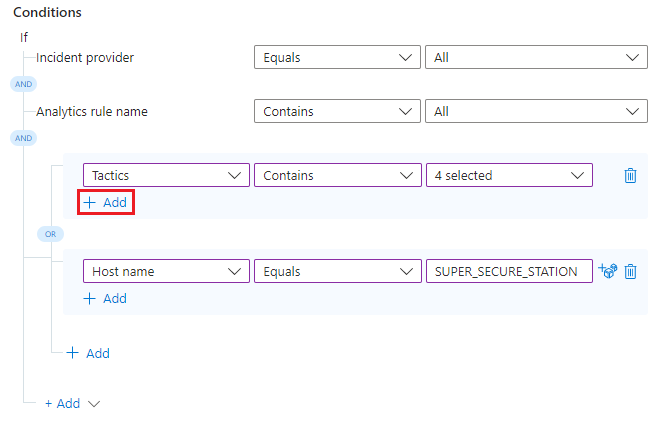 Conditions
If
Incident provider Equals All
AND
Analytics rule name Contains All
AND
Tactics Contains 4 selected
+ Add
OR
Host name Equals SUPER_SECURE_STATION
+ Add
+ Add
+ Add